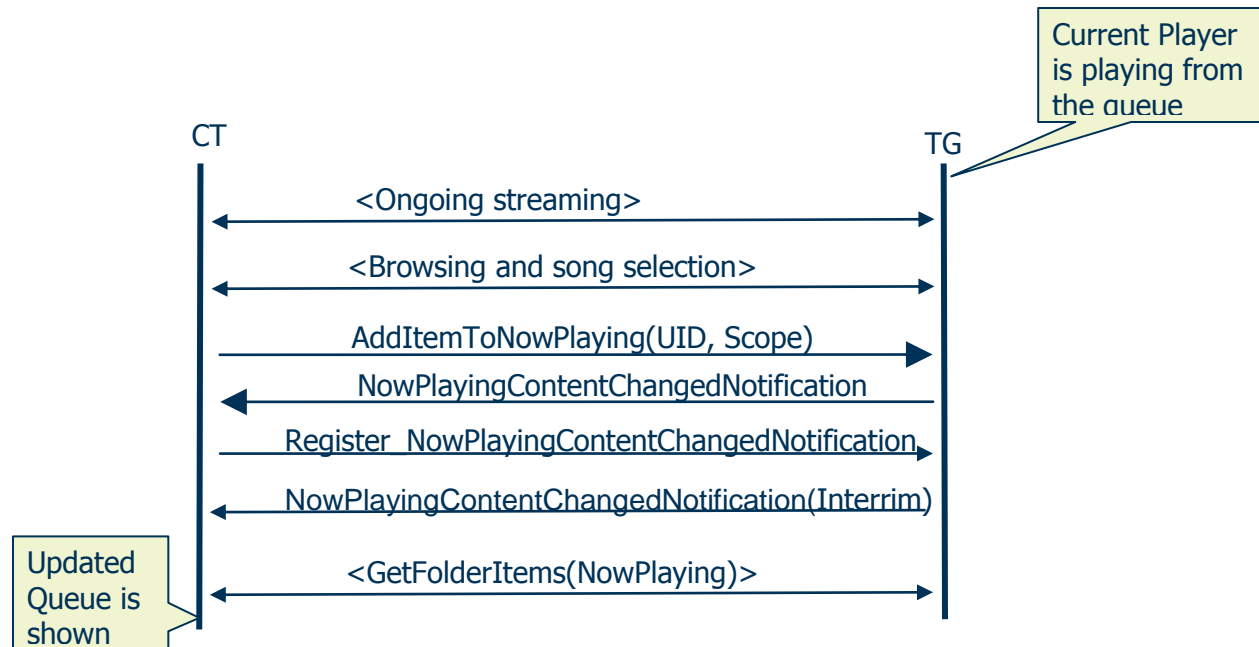 Current Player
is playing from
the queue
CT
TG
<Ongoing streaming>
<Browsing and song selection>
AddItemToNowPlaying(UID, Scope)
NowPlayingContentChangedNotification
Register_NowPlayingContentChangedNotification
NowPlayingContentChangedNotification(Interrim)
<GetFolderItems(NowPlaying)>
Updated
Queue is
shown